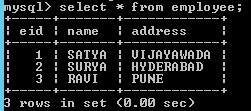 mysql> select * from employee;
+-----+-------+------------+
| eid | name | address |
+-----+-------+------------+
| 1 | SATYA | VIJAYAWADA |
| 2 | SURYA | HYDERABAD |
| 3 | RAVI | PUNE |
+-----+-------+------------+
3 rows in set (0.00 sec)